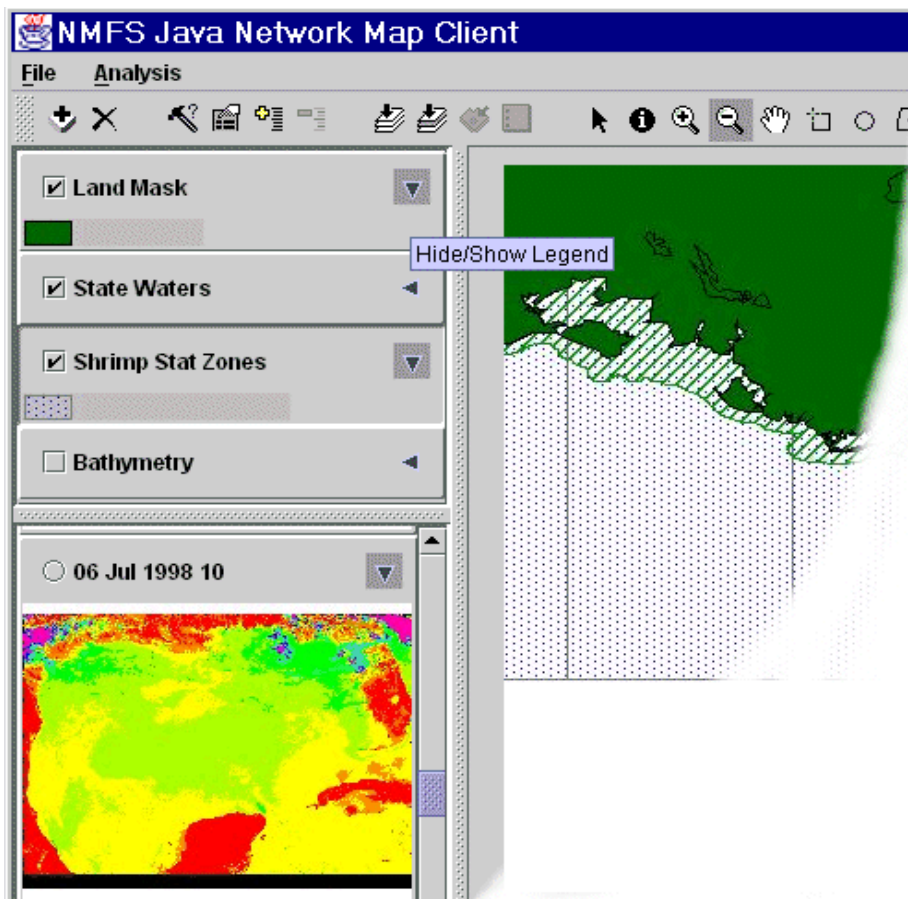 NMFS Java Network Map Client
File Analysis
Land Mask
Hide/Show Legend
State Waters
Shrimp Stat Zones
Bathymetry
06 Jul 1998 10